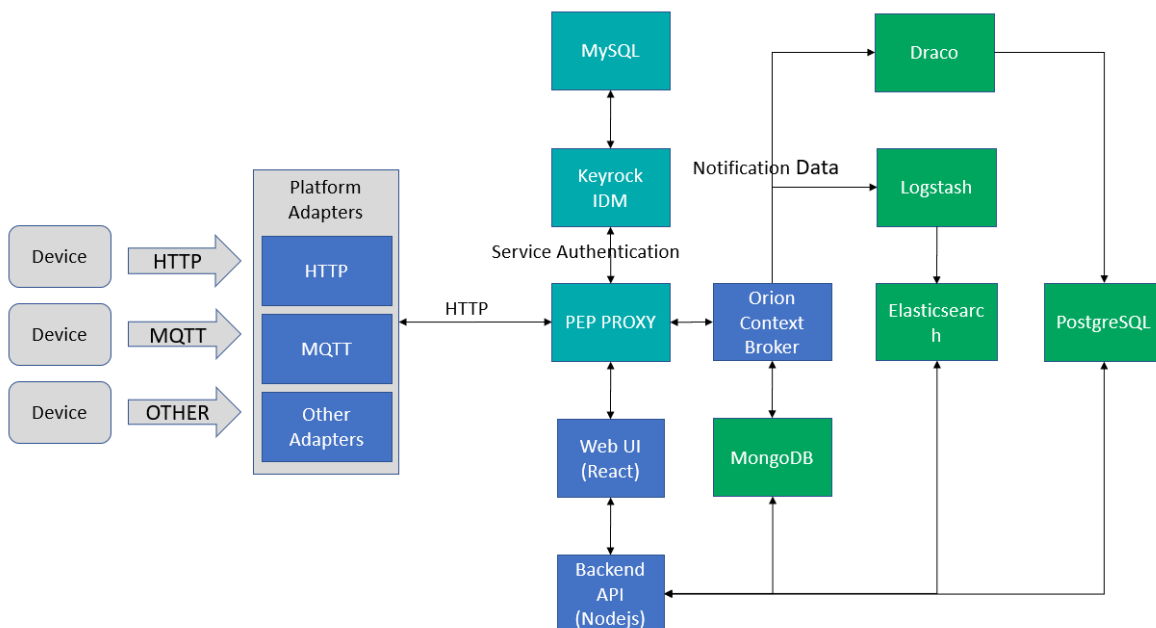 MySQL
Draco
Keyrock
IDM
Notification Data
Logstash
Platform
Adapters
Device
HTTP
HTTP
Service Authentication
Device
MQTT
MQTT
HTTP
PEP PROXY
Orion
Context
Broker
Elasticsearc
h
PostgreSQL
Device
OTHER
Other
Adapters
Web UI
(React)
MongoDB
Backend
API
(Nodejs)